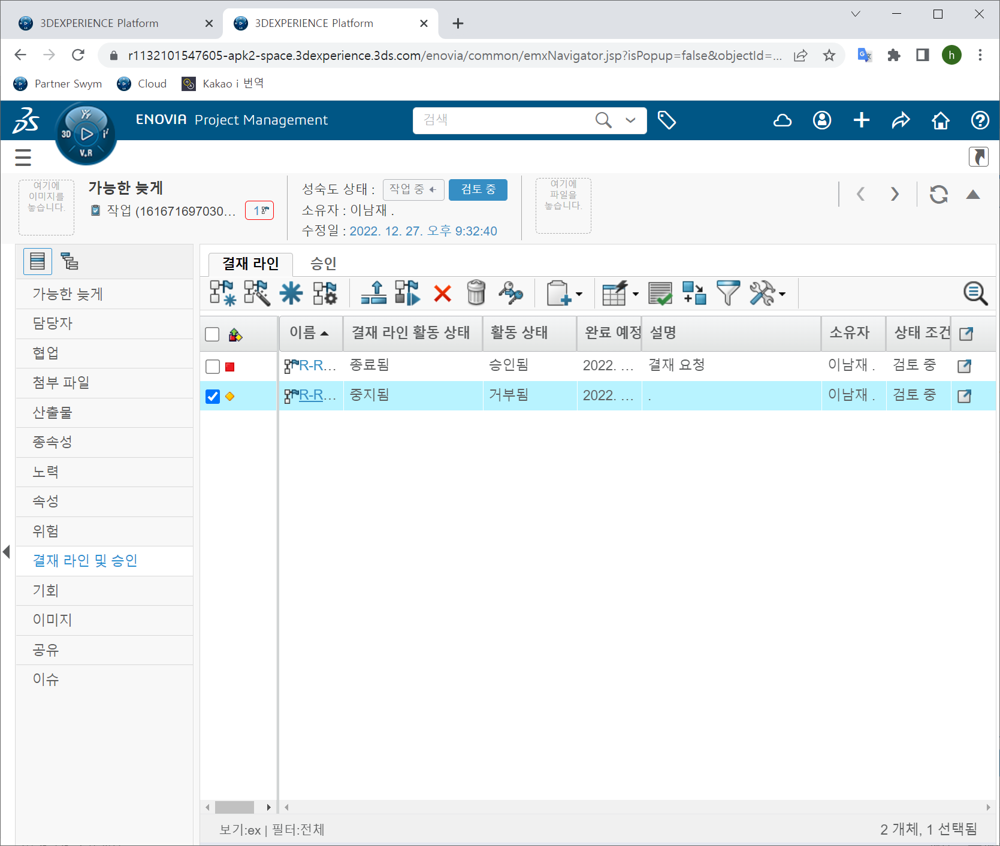 3DEXPERIENCE Platform
3DEXPERIENCE Platform
r1132101547605-apk2-space.3dexperience.3ds.com/enovia/common/emxNavigator.jsp?isPopup=false&objectId=...
h
Partner Swym
Cloud
Kakao i 번역
3D
V.R
ENOVIA Project Management
검색
여기에
이미지를
놓습니다.
가능한 늦게
작업 (161671697030...
1
성숙도 상태 :
작업 중
검토 중
소유자 : 이남재 .
수정일 : 2022. 12. 27. 오후 9:32:40
여기에
파일을
놓습니다.
가능한 늦게
담당자
협업
첨부 파일
산출물
종속성
노력
속성
위험
결재 라인 및 승인
기회
이미지
공유
이슈
결재 라인
승인
이름 결재 라인 활동 상태 활동 상태 완료 예정 설명 소유자 상태 조건
R-R... 종료됨 승인됨 2022. ... 결재 요청 이남재 . 검토 중
R-R... 중지됨 거부됨 2022. ... . 이남재 . 검토 중
보기:ex | 필터:전체
2 개체, 1 선택됨